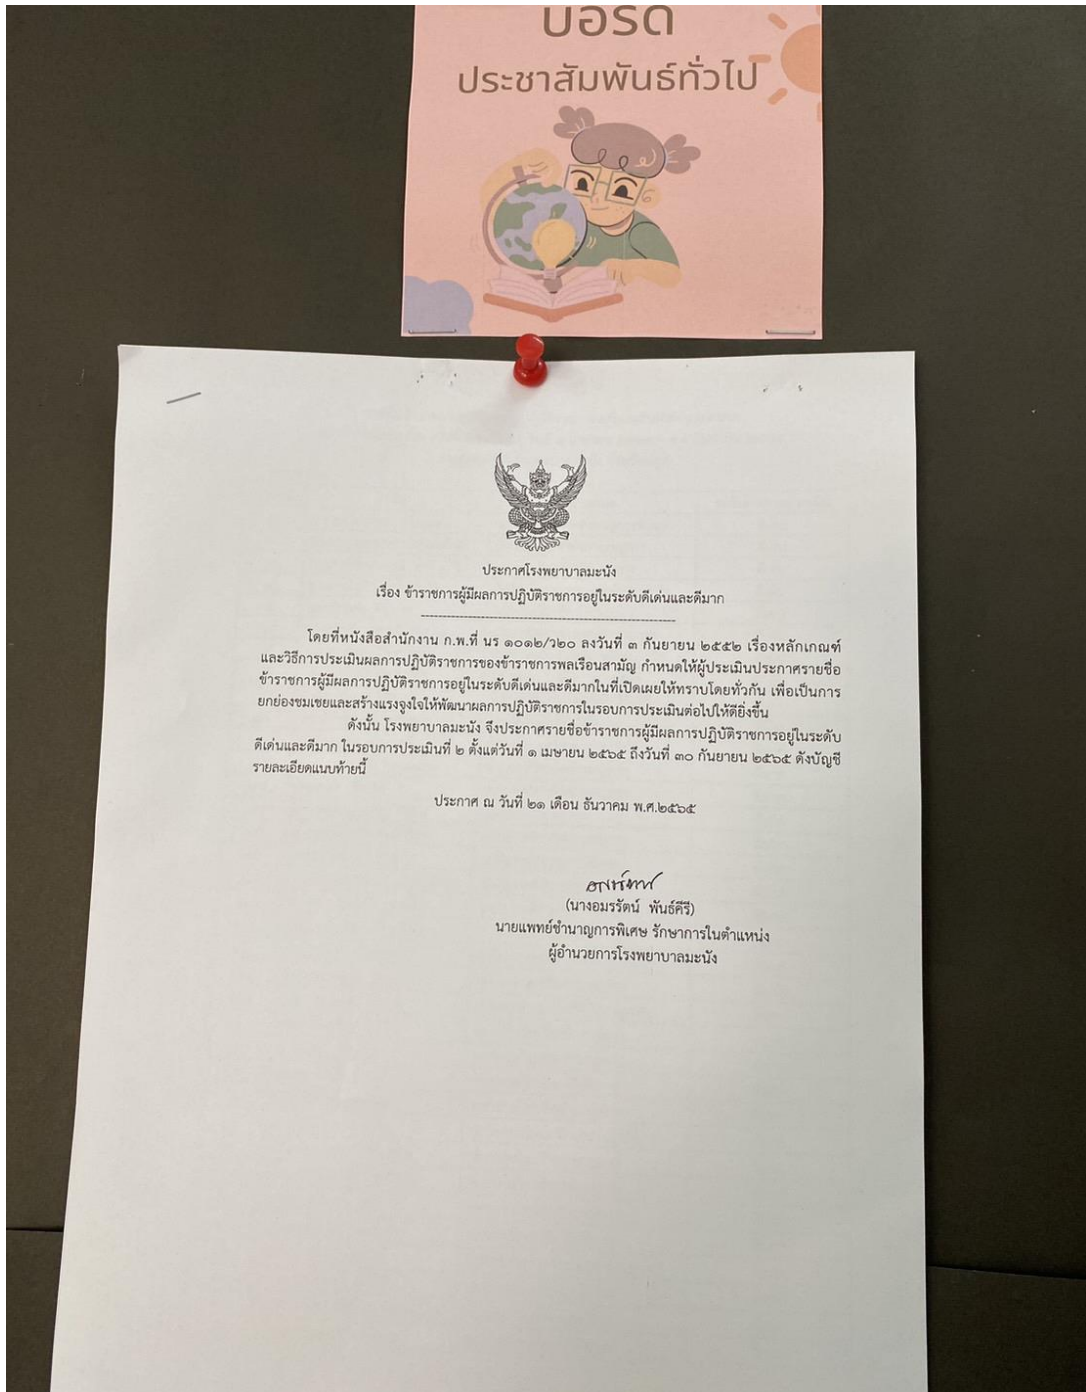 บอร์ด
ประชาสัมพันธ์ทั่วไป
ประกาศโรงพยาบาลมะนัง
เรื่อง ข้าราชการผู้มีผลการปฏิบัติราชการอยู่ในระดับดีเด่นและดีมาก
โดยที่หนังสือสำนักงาน ก.พ.ที่ นร ๑๐๑๒/ว๒๐ ลงวันที่ ๓ กันยายน ๒๕๕๒ เรื่องหลักเกณฑ์
และวิธีการประเมินผลการปฏิบัติราชการของข้าราชการพลเรือนสามัญ กำหนดให้ผู้ประเมินประกาศรายชื่อ
ข้าราชการผู้มีผลการปฏิบัติราชการอยู่ในระดับดีเด่นและดีมากในที่เปิดเผยให้ทราบโดยทั่วกัน เพื่อเป็นการ
ยกย่องชมเชยและสร้างแรงจูงใจให้พัฒนาผลการปฏิบัติราชการในรอบการประเมินต่อไปให้ดียิ่งขึ้น
ดังนั้น โรงพยาบาลมะนัง จึงประกาศรายชื่อข้าราชการผู้มีผลการปฏิบัติราชการอยู่ในระดับ
ดีเด่นและดีมาก ในรอบการประเมินที่ ๒ ตั้งแต่วันที่ ๑ เมษายน ๒๕๖๕ ถึงวันที่ ๓๐ กันยายน ๒๕๖๕ ดังบัญชี
รายละเอียดแนบท้ายนี้
ประกาศ ณ วันที่ ๒๑ เดือน ธันวาคม พ.ศ.๒๕๖๕
(นางอมรรัตน์ พันธ์คีรี)
นายแพทย์ชำนาญการพิเศษ รักษาการในตำแหน่ง
ผู้อำนวยการโรงพยาบาลมะนัง